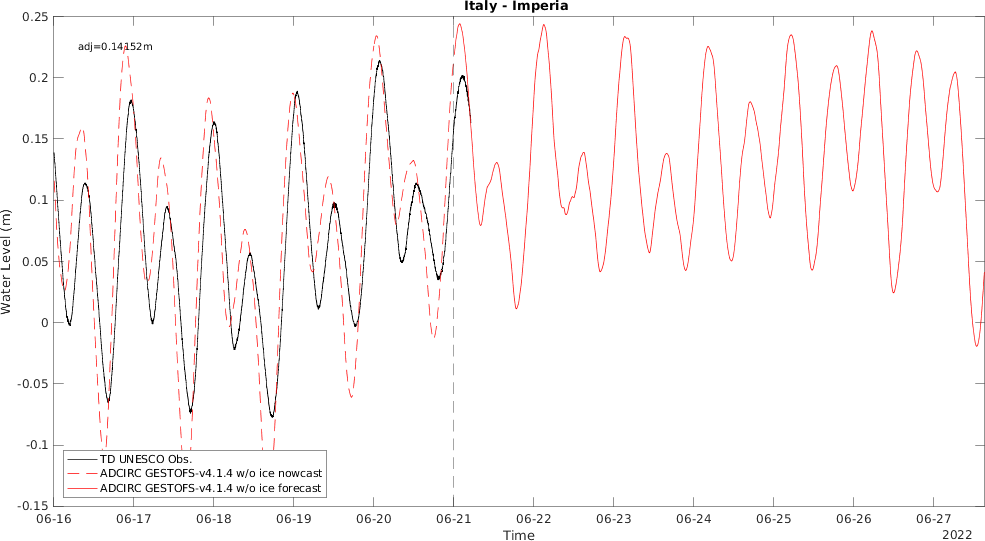 Italy - Imperia
adj=0.14152m
Water Level (m)
0.25
0.2
0.15
0.1
0.05
0
-0.05
-0.1
-0.15
TD UNESCO Obs.
ADCIRC GESTOFS-v4.1.4 w/o ice nowcast
ADCIRC GESTOFS-v4.1.4 w/o ice forecast
06-16 06-17 06-18 06-19 06-20 06-21 06-22 06-23 06-24 06-25 06-26 06-27
Time
2022